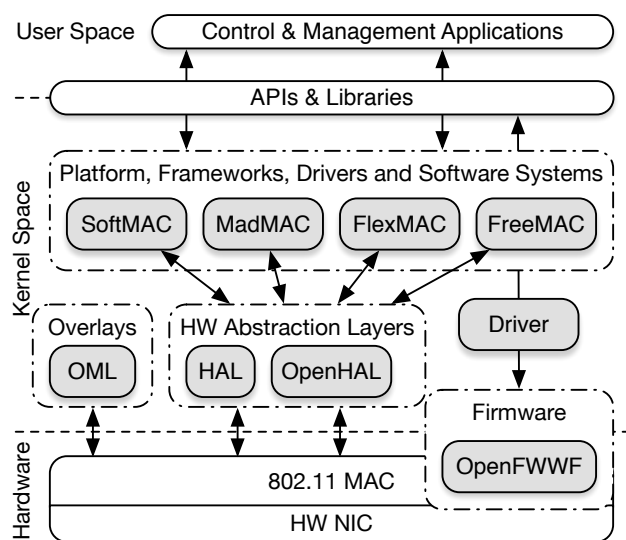 User Space
Control & Management Applications
APIs & Libraries
Kernel Space
Platform, Frameworks, Drivers and Software Systems
SoftMAC
MadMAC
FlexMAC
FreeMAC
Overlays
HW Abstraction Layers
Driver
OML
HAL
OpenHAL
Firmware
OpenFWWF
Hardware
802.11 MAC
HW NIC